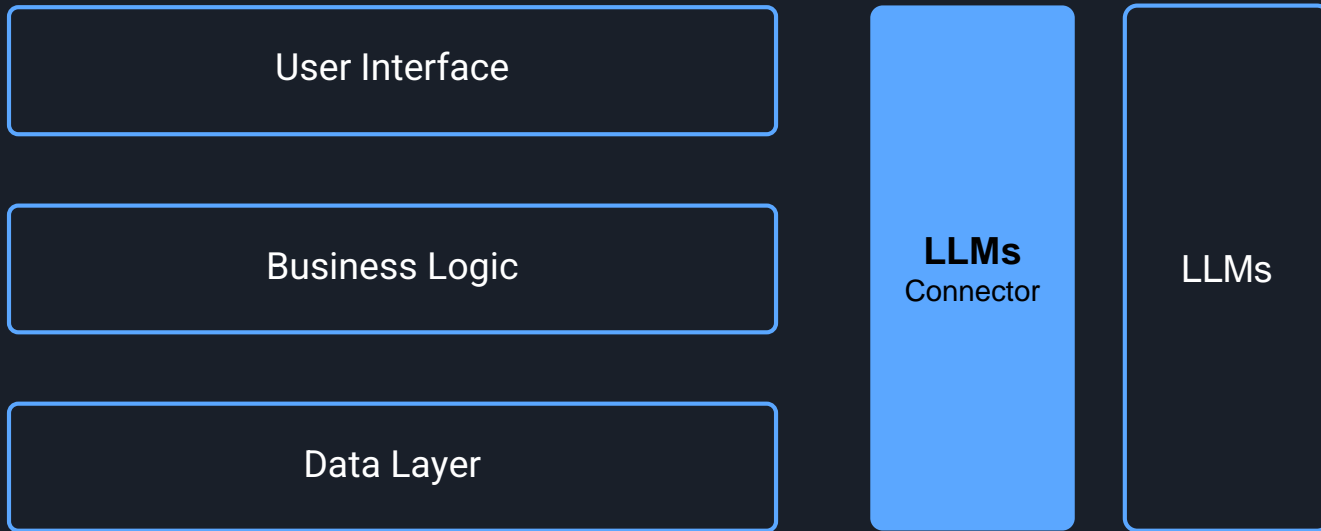 User Interface
Business Logic
Data Layer
LLMs
Connector
LLMs